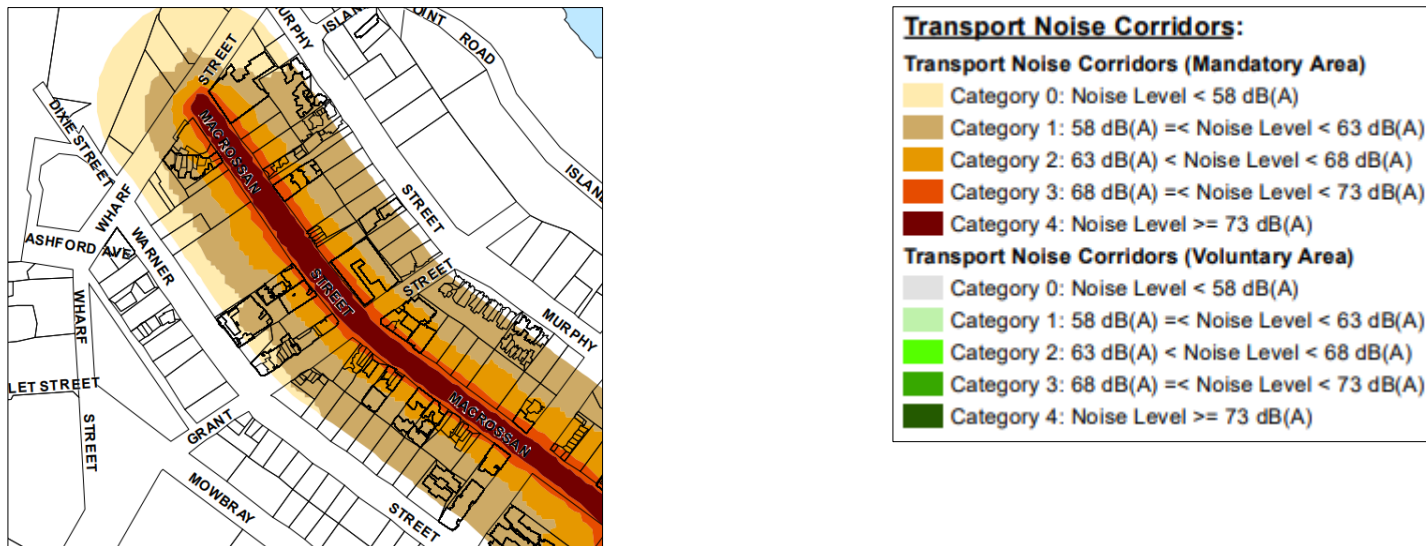 MURPHY
ISLAND
POINT
ROAD
STREET
DIXIE STREET
MACROSSAN
ISLAND
WHARF
STREET
ASHFORD AVE
WARNER
STREET
STREET
WHARF
MURPHY
LET STREET
MACROSSAN
STREET
GRANT
MOWBRAY
STREET
Transport Noise Corridors:
Transport Noise Corridors (Mandatory Area)
Category 0: Noise Level < 58 dB(A)
Category 1: 58 dB(A) =< Noise Level < 63 dB(A)
Category 2: 63 dB(A) < Noise Level < 68 dB(A)
Category 3: 68 dB(A) =< Noise Level < 73 dB(A)
Category 4: Noise Level >= 73 dB(A)
Transport Noise Corridors (Voluntary Area)
Category 0: Noise Level < 58 dB(A)
Category 1: 58 dB(A) =< Noise Level < 63 dB(A)
Category 2: 63 dB(A) < Noise Level < 68 dB(A)
Category 3: 68 dB(A) =< Noise Level < 73 dB(A)
Category 4: Noise Level >= 73 dB(A)